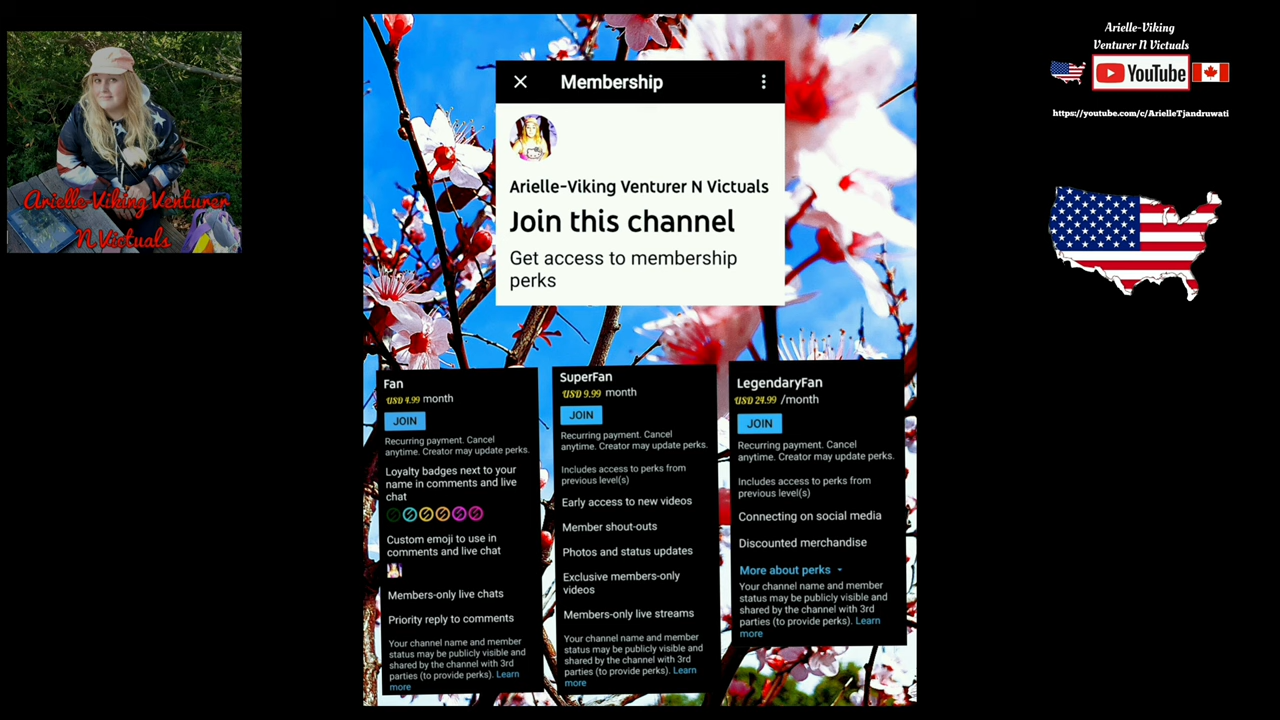 Arielle-Viking Venturer
N Victuals
Membership
Arielle-Viking Venturer N Victuals
Join this channel
Get access to membership
perks
Fan
USD 4.99 month
JOIN
Recurring payment. Cancel
anytime. Creator may update perks.
Loyalty badges next to your
name in comments and live
chat
Custom emoji to use in
comments and live chat
Members-only live chats
Priority reply to comments
Your channel name and member
status may be publicly visible and
shared by the channel with 3rd
parties (to provide perks). Learn
more
SuperFan
USD 9.99 month
JOIN
Recurring payment. Cancel
anytime. Creator may update perks.
Includes access to perks from
previous level(s)
Early access to new videos
Member shout-outs
Photos and status updates
Exclusive members-only
videos
Members-only live streams
Your channel name and member
status may be publicly visible and
shared by the channel with 3rd
parties (to provide perks). Learn
more
LegendaryFan
USD 24.99 /month
JOIN
Recurring payment. Cancel
anytime. Creator may update perks.
Includes access to perks from
previous level(s)
Connecting on social media
Discounted merchandise
More about perks
Your channel name and member
status may be publicly visible and
shared by the channel with 3rd
parties (to provide perks). Learn
more
Arielle-Viking
Venturer N Victuals
YouTube
https://youtube.com/c/ArielleTjandruwati